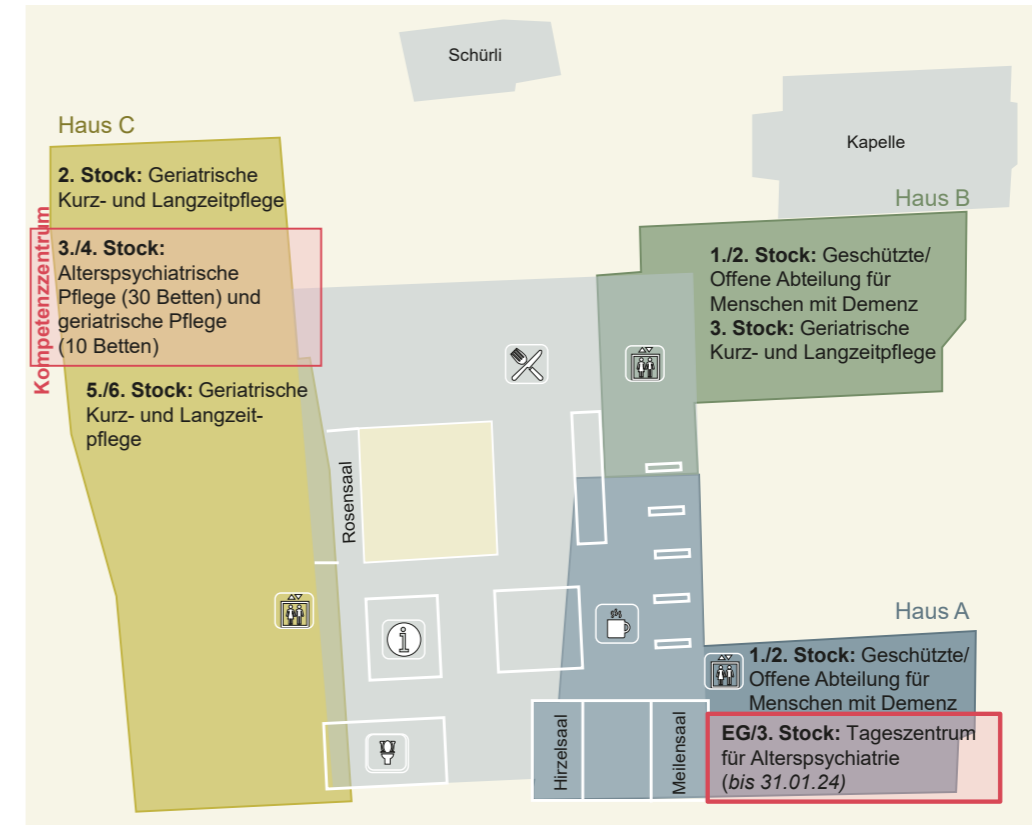 Schürli
Kapelle
Haus C
2. Stock: Geriatrische
Kurz- und Langzeitpflege
Kompetenzzentrum
3./4. Stock:
Alterspsychiatrische
Pflege (30 Betten) und
geriatrische Pflege
(10 Betten)
5./6. Stock: Geriatrische
Kurz- und Langzeit-
pflege
Haus B
1./2. Stock: Geschützte/
Offene Abteilung für
Menschen mit Demenz
3. Stock: Geriatrische
Kurz- und Langzeitpflege
Rosensaal
Haus A
1./2. Stock: Geschützte/
Offene Abteilung für
Menschen mit Demenz
EG/3. Stock: Tageszentrum
für Alterspsychiatrie
(bis 31.01.24)
Hirzelsaal
Meilensaal